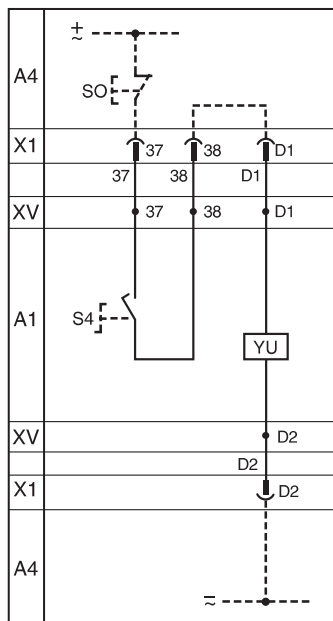 +
~
A4
SO
X1
37
38
D1
37
38
D1
XV
37
38
D1
A1
S4
YU
XV
D2
D2
X1
D2
A4
–
~